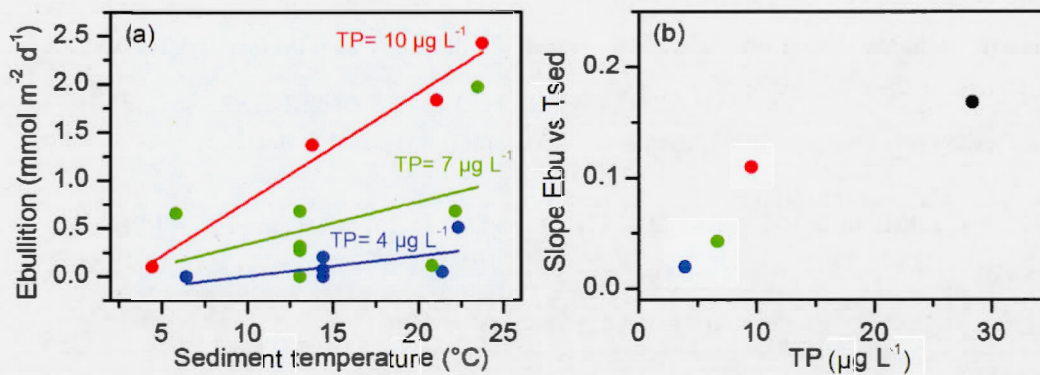 (a)
TP= 10 µg L-1
TP= 7 µg L-1
TP= 4 µg L-1
Ebullition (mmol m-2 d-1)
2.5
2.0
1.5
1.0
0.5
0.0
5 10 15 20 25
Sediment temperature (°C)
(b)
Slope Ebu vs Tsed
0.2
0.1
0.0
0 10 20 30
TP (µg L-1)